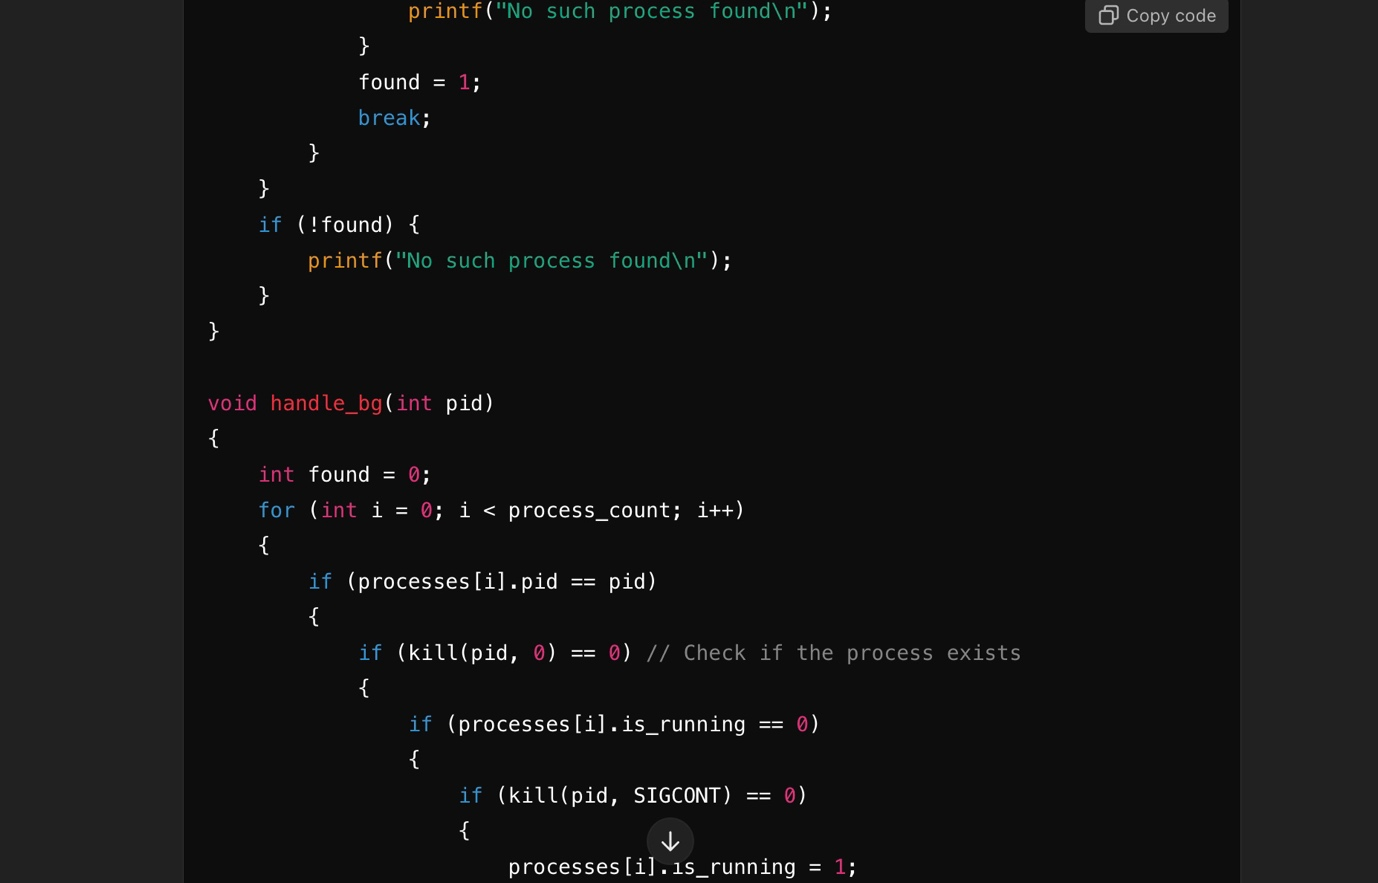 printf("No such process found\n");
Copy code
            }
            found = 1;
            break;
        }
    }
    if (!found) {
        printf("No such process found\n");
    }
}

void handle_bg(int pid)
{
    int found = 0;
    for (int i = 0; i < process_count; i++)
    {
        if (processes[i].pid == pid)
        {
            if (kill(pid, 0) == 0) // Check if the process exists
            {
                if (processes[i].is_running == 0)
                {
                    if (kill(pid, SIGCONT) == 0)
                    {
                        processes[i].is_running = 1;